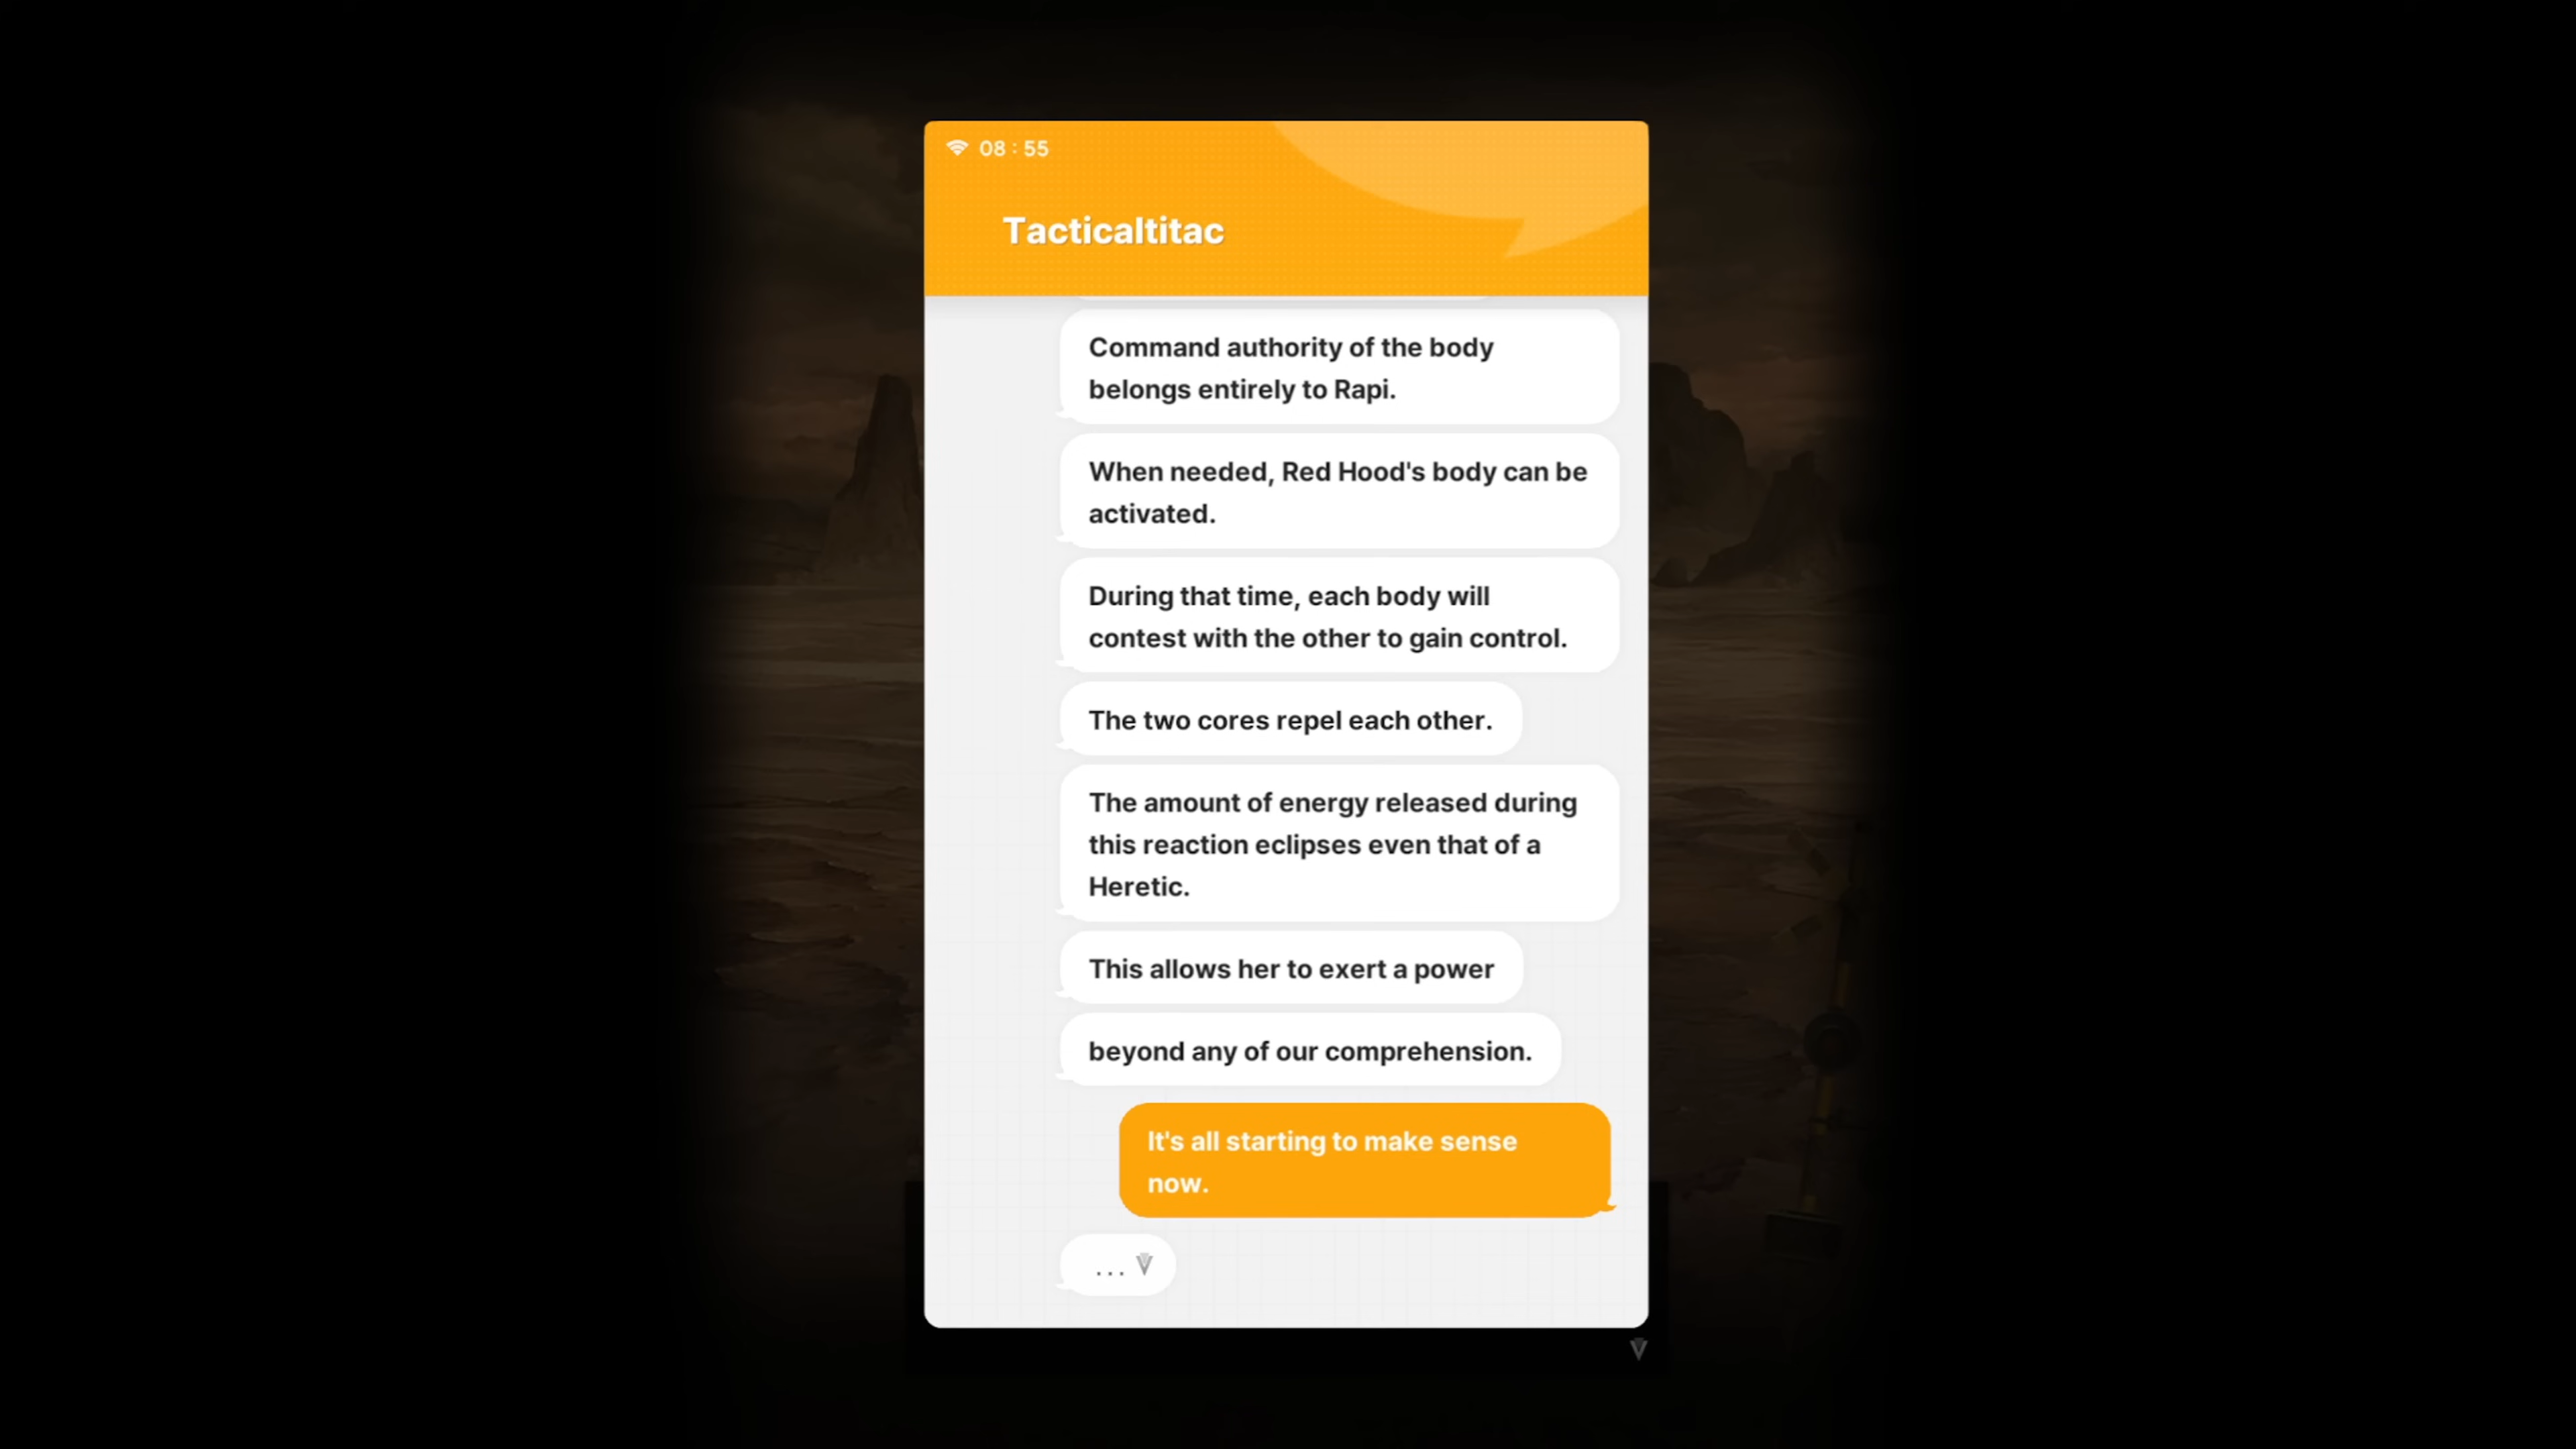 08 : 55
Tacticaltitac
Command authority of the body
belongs entirely to Rapi.
When needed, Red Hood's body can be
activated.
During that time, each body will
contest with the other to gain control.
The two cores repel each other.
The amount of energy released during
this reaction eclipses even that of a
Heretic.
This allows her to exert a power
beyond any of our comprehension.
It's all starting to make sense
now.
...